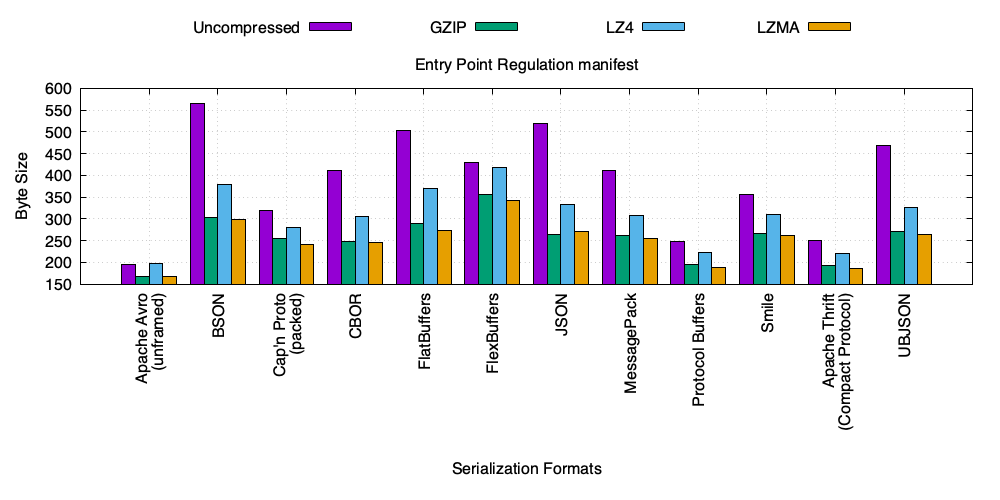 Uncompressed GZIP LZ4 LZMA
Entry Point Regulation manifest
600
550
500
450
400
350
300
250
200
150
Byte Size
Apache Avro
(unframed)
BSON
Cap'n Proto
(packed)
CBOR
FlatBuffers
FlexBuffers
JSON
MessagePack
Protocol Buffers
Smile
Apache Thrift
(Compact Protocol)
UBJSON
Serialization Formats